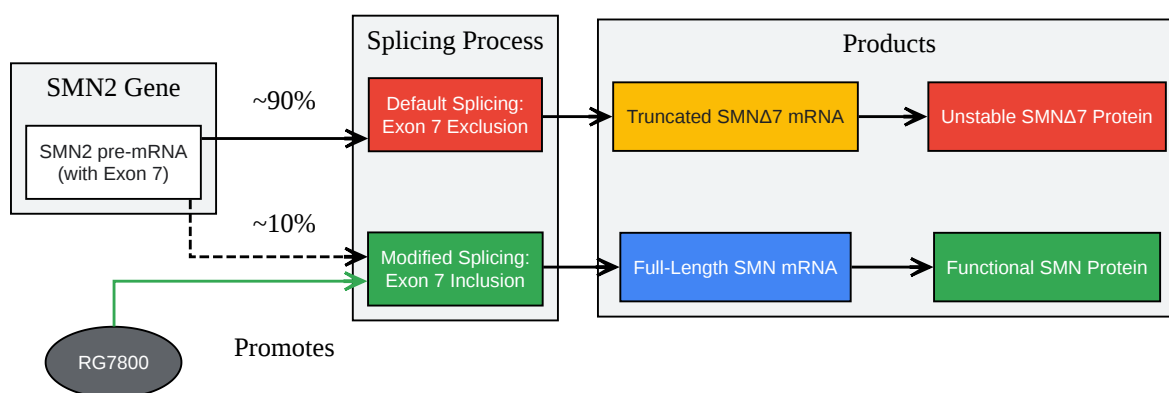 SMN2 Gene
SMN2 pre-mRNA
(with Exon 7)
~90%
~10%
Splicing Process
Default Splicing:
Exon 7 Exclusion
Modified Splicing:
Exon 7 Inclusion
Products
Truncated SMNΔ7 mRNA
Unstable SMNΔ7 Protein
Full-Length SMN mRNA
Functional SMN Protein
RG7800
Promotes